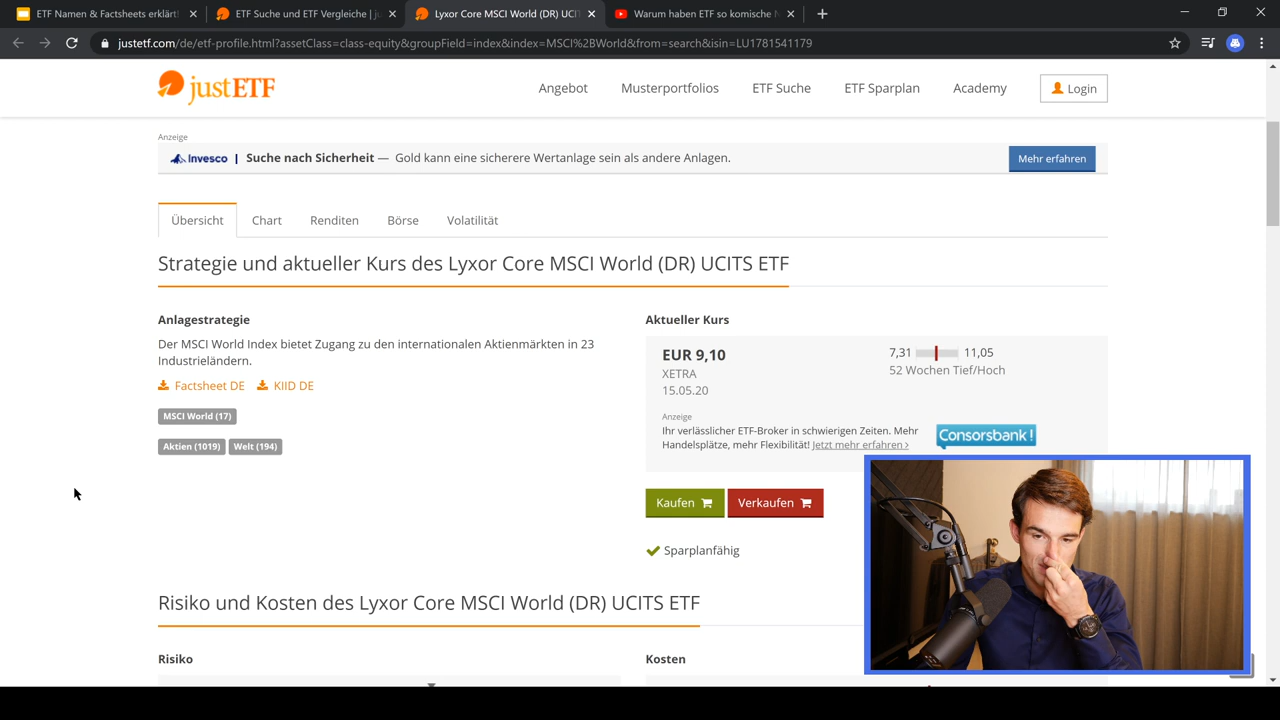 ETF Namen & Factsheets erklärt!
ETF Suche und ETF Vergleiche | ju
Lyxor Core MSCI World (DR) UCIT
Warum haben ETF so komische N
justetf.com/de/etf-profile.html?assetClass=class-equity&groupField=index&index=MSCI%2BWorld&from=search&isin=LU1781541179
justETF
Angebot
Musterportfolios
ETF Suche
ETF Sparplan
Academy
Login
Anzeige
Invesco | Suche nach Sicherheit — Gold kann eine sicherere Wertanlage sein als andere Anlagen.
Mehr erfahren
Übersicht
Chart
Renditen
Börse
Volatilität
Strategie und aktueller Kurs des Lyxor Core MSCI World (DR) UCITS ETF
Anlagestrategie
Der MSCI World Index bietet Zugang zu den internationalen Aktienmärkten in 23
Industrieländern.
Factsheet DE
KIID DE
MSCI World (17)
Aktien (1019)
Welt (194)
Aktueller Kurs
EUR 9,10
XETRA
15.05.20
7,31
11,05
52 Wochen Tief/Hoch
Anzeige
Ihr verlässlicher ETF-Broker in schwierigen Zeiten. Mehr
Handelsplätze, mehr Flexibilität! Jetzt mehr erfahren ›
Consorsbank!
Kaufen
Verkaufen
Sparplanfähig
Risiko und Kosten des Lyxor Core MSCI World (DR) UCITS ETF
Risiko
Kosten